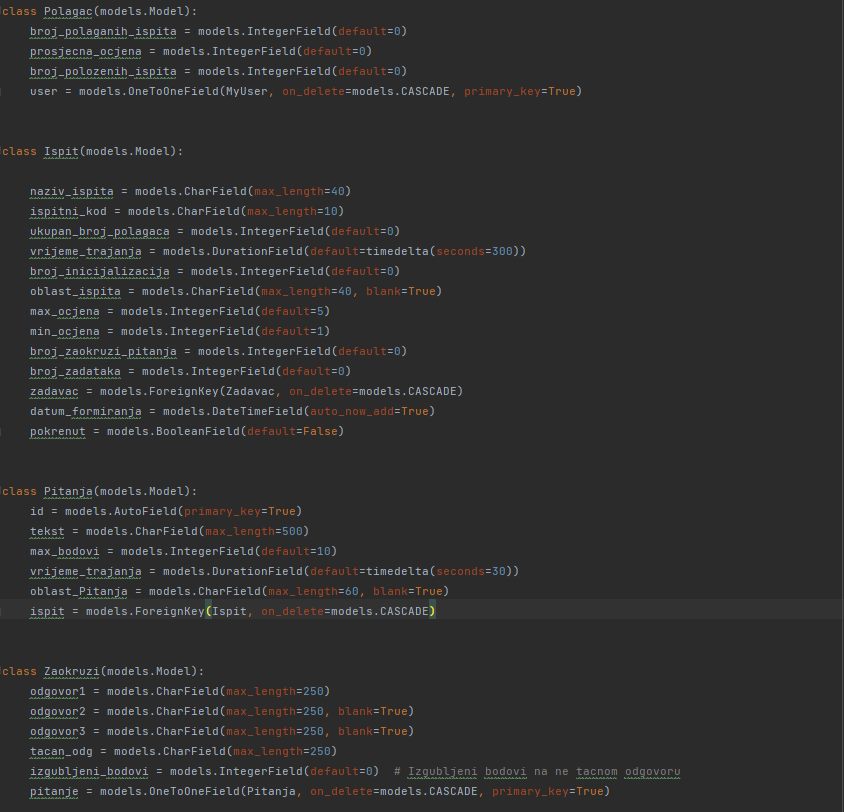 class Polagac(models.Model):
    broj_polaganih_ispita = models.IntegerField(default=0)
    prosjecna_ocjena = models.IntegerField(default=0)
    broj_polozenih_ispita = models.IntegerField(default=0)
    user = models.OneToOneField(MyUser, on_delete=models.CASCADE, primary_key=True)
class Ispit(models.Model):
    naziv_ispita = models.CharField(max_length=40)
    ispitni_kod = models.CharField(max_length=10)
    ukupan_broj_polagaca = models.IntegerField(default=0)
    vrijeme_trajanja = models.DurationField(default=timedelta(seconds=300))
    broj_inicijalizacija = models.IntegerField(default=0)
    oblast_ispita = models.CharField(max_length=40, blank=True)
    max_ocjena = models.IntegerField(default=5)
    min_ocjena = models.IntegerField(default=1)
    broj_zaokruzi_pitanja = models.IntegerField(default=0)
    broj_zadataka = models.IntegerField(default=0)
    zadavac = models.ForeignKey(Zadavac, on_delete=models.CASCADE)
    datum_formiranja = models.DateTimeField(auto_now_add=True)
    pokrenut = models.BooleanField(default=False)
class Pitanja(models.Model):
    id = models.AutoField(primary_key=True)
    tekst = models.CharField(max_length=500)
    max_bodovi = models.IntegerField(default=10)
    vrijeme_trajanja = models.DurationField(default=timedelta(seconds=30))
    oblast_Pitanja = models.CharField(max_length=60, blank=True)
    ispit = models.ForeignKey(Ispit, on_delete=models.CASCADE)
class Zaokruzi(models.Model):
    odgovor1 = models.CharField(max_length=250)
    odgovor2 = models.CharField(max_length=250, blank=True)
    odgovor3 = models.CharField(max_length=250, blank=True)
    tacan_odg = models.CharField(max_length=250)
    izgubljeni_bodovi = models.IntegerField(default=0)  # Izgubljeni bodovi na ne tacnom odgovoru
    pitanje = models.OneToOneField(Pitanja, on_delete=models.CASCADE, primary_key=True)